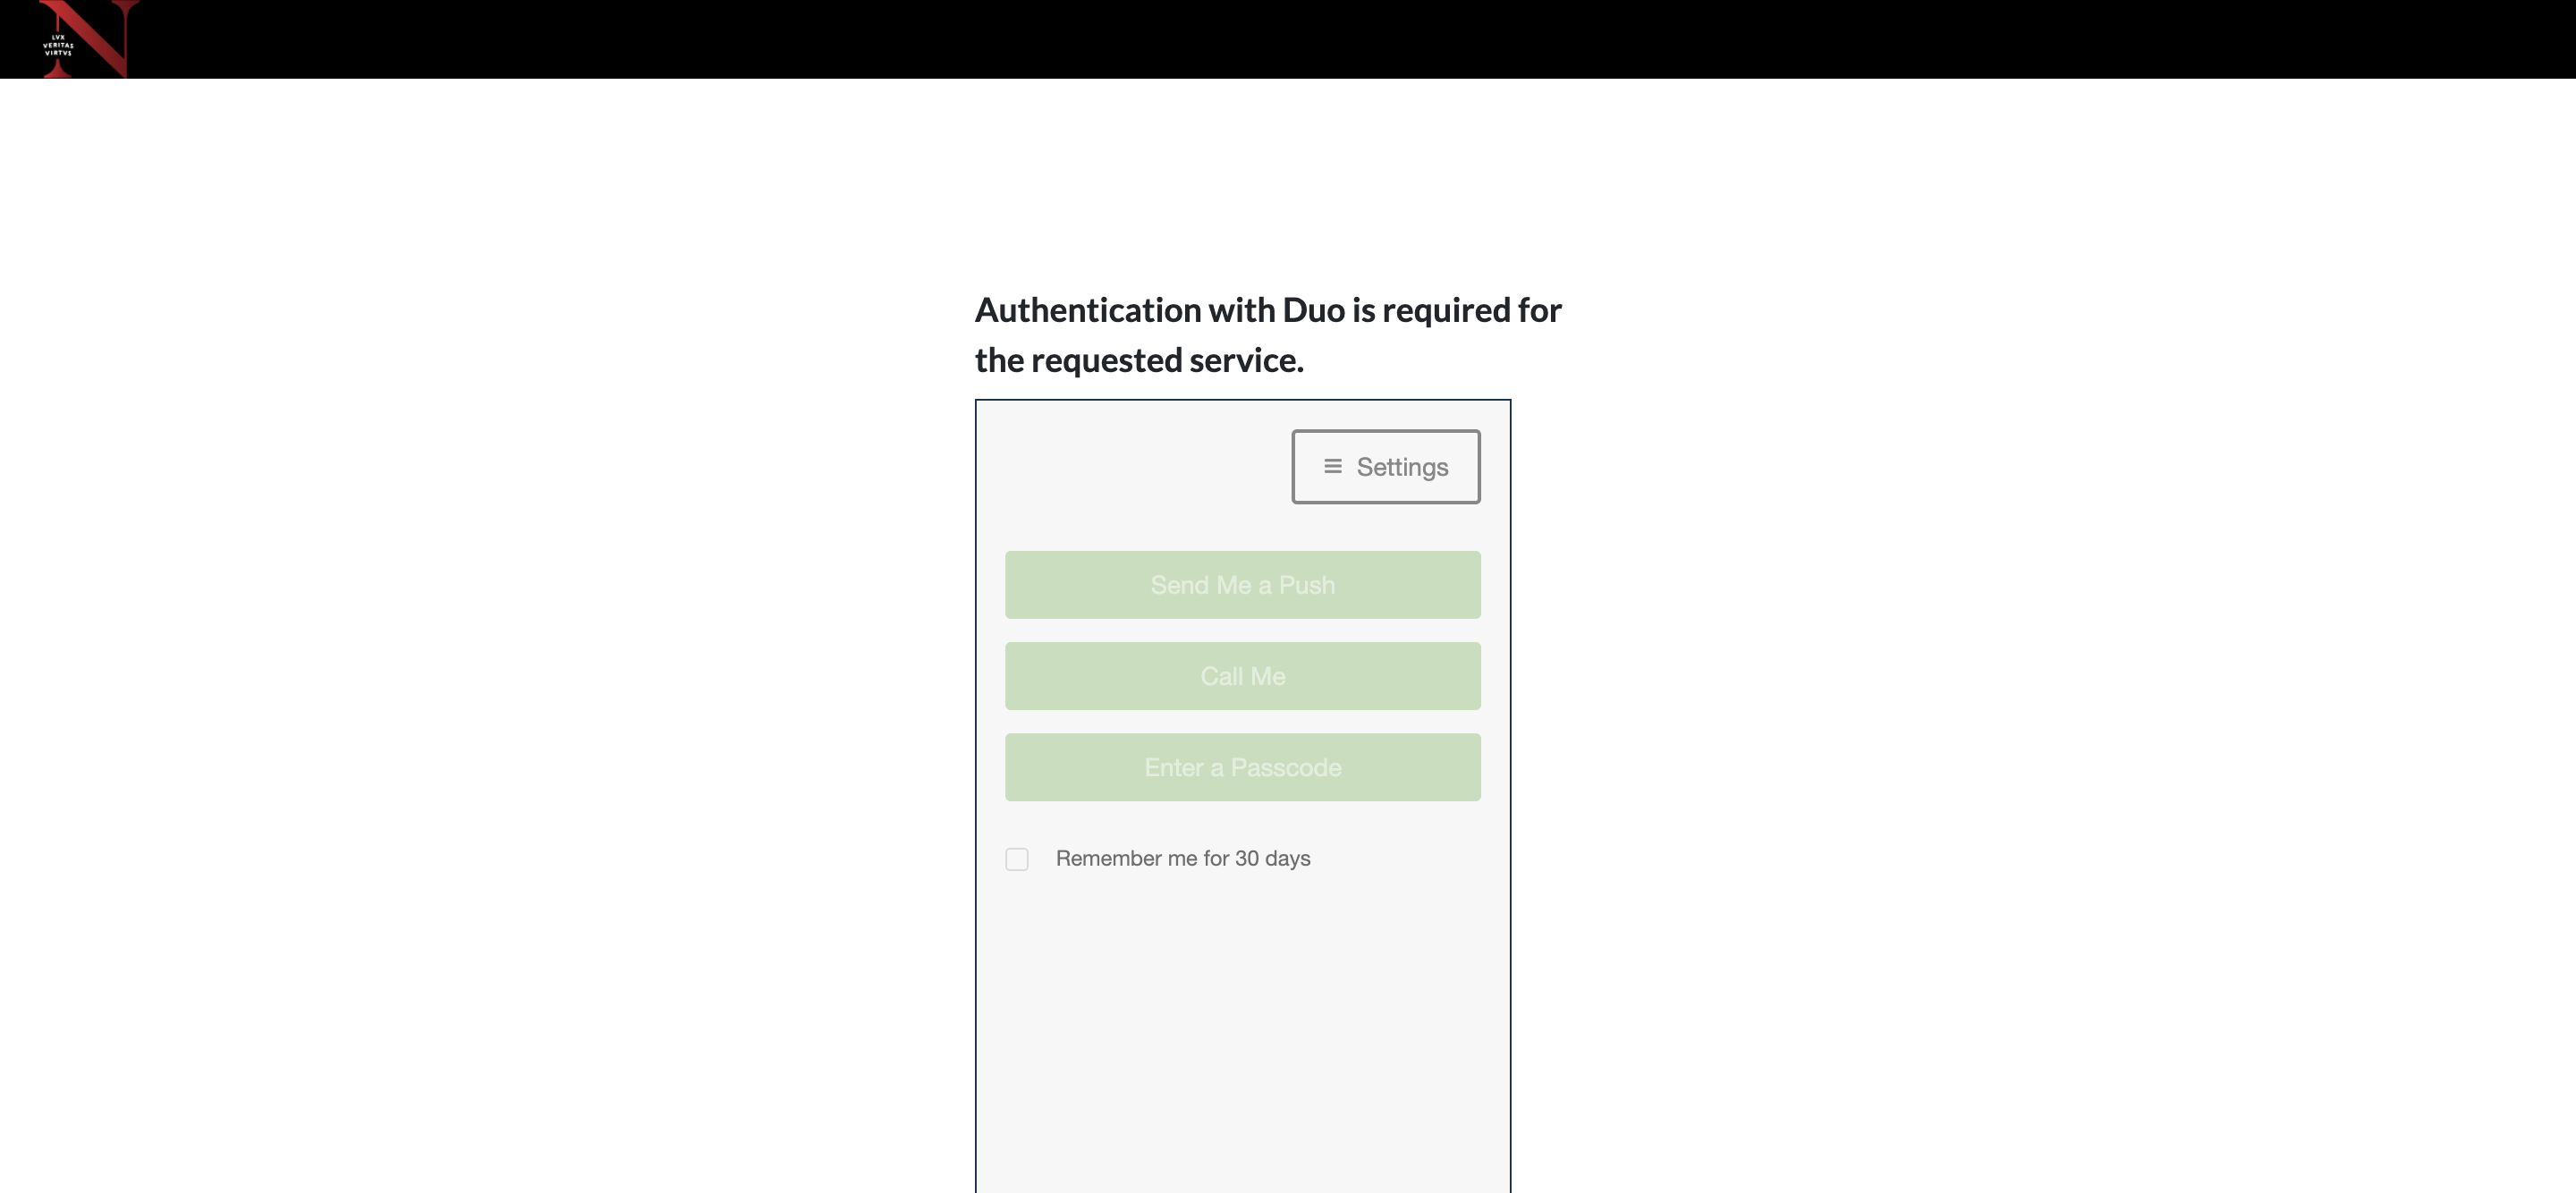 LVX
VERITAS
VIRTVS
Authentication with Duo is required for
the requested service.
Settings
Send Me a Push
Call Me
Enter a Passcode
Remember me for 30 days